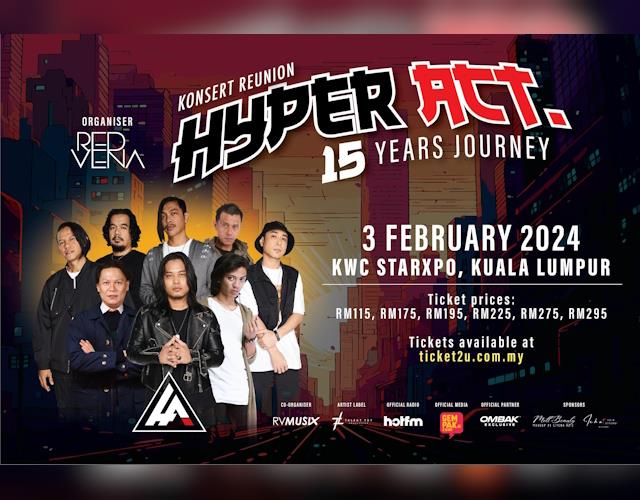 KONSERT REUNION
HYPER ACT.
15 YEARS JOURNEY
ORGANISER
RED
VENA
3 FEBRUARY 2024
KWC STARXPO, KUALA LUMPUR
Ticket prices:
RM115, RM175, RM195, RM225, RM275, RM295
Tickets available at
ticket2u.com.my
CO-ORGANISER
RVMUSIX
ARTIST LABEL
OFFICIAL RADIO
hotfm
OFFICIAL MEDIA
GEM
PAK
OFFICIAL PARTNER
OMBAK
EXCLUSIVE
SPONSORS